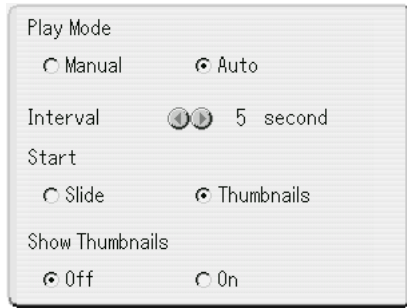 Play Mode
Manual Auto
Interval 5 second
Start
Slide Thumbnails
Show Thumbnails
Off On